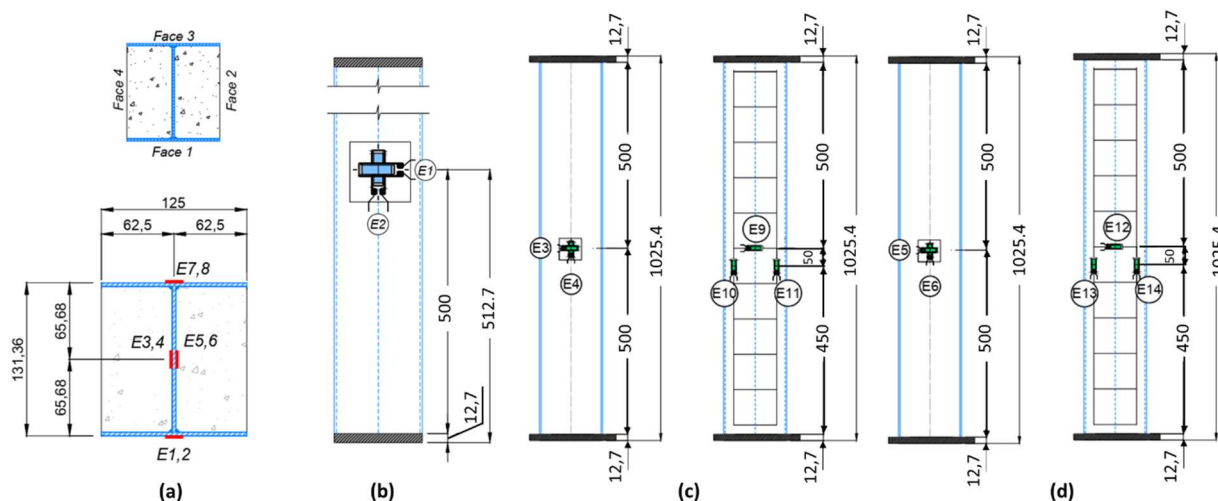 Face 3
Face 4
Face 2
Face 1
125
62,5
62,5
E7,8
131,36
65,68
65,68
E3,4
E5,6
E1,2
(a)
E1
E2
500
512.7
12,7
(b)
12,7
500
1025.4
E3
E4
500
12,7
12,7
500
1025.4
E9
50
E10
E11
450
12,7
(c)
12,7
500
1025.4
E5
E6
500
12,7
12,7
500
1025.4
E12
50
E13
E14
450
12,7
(d)